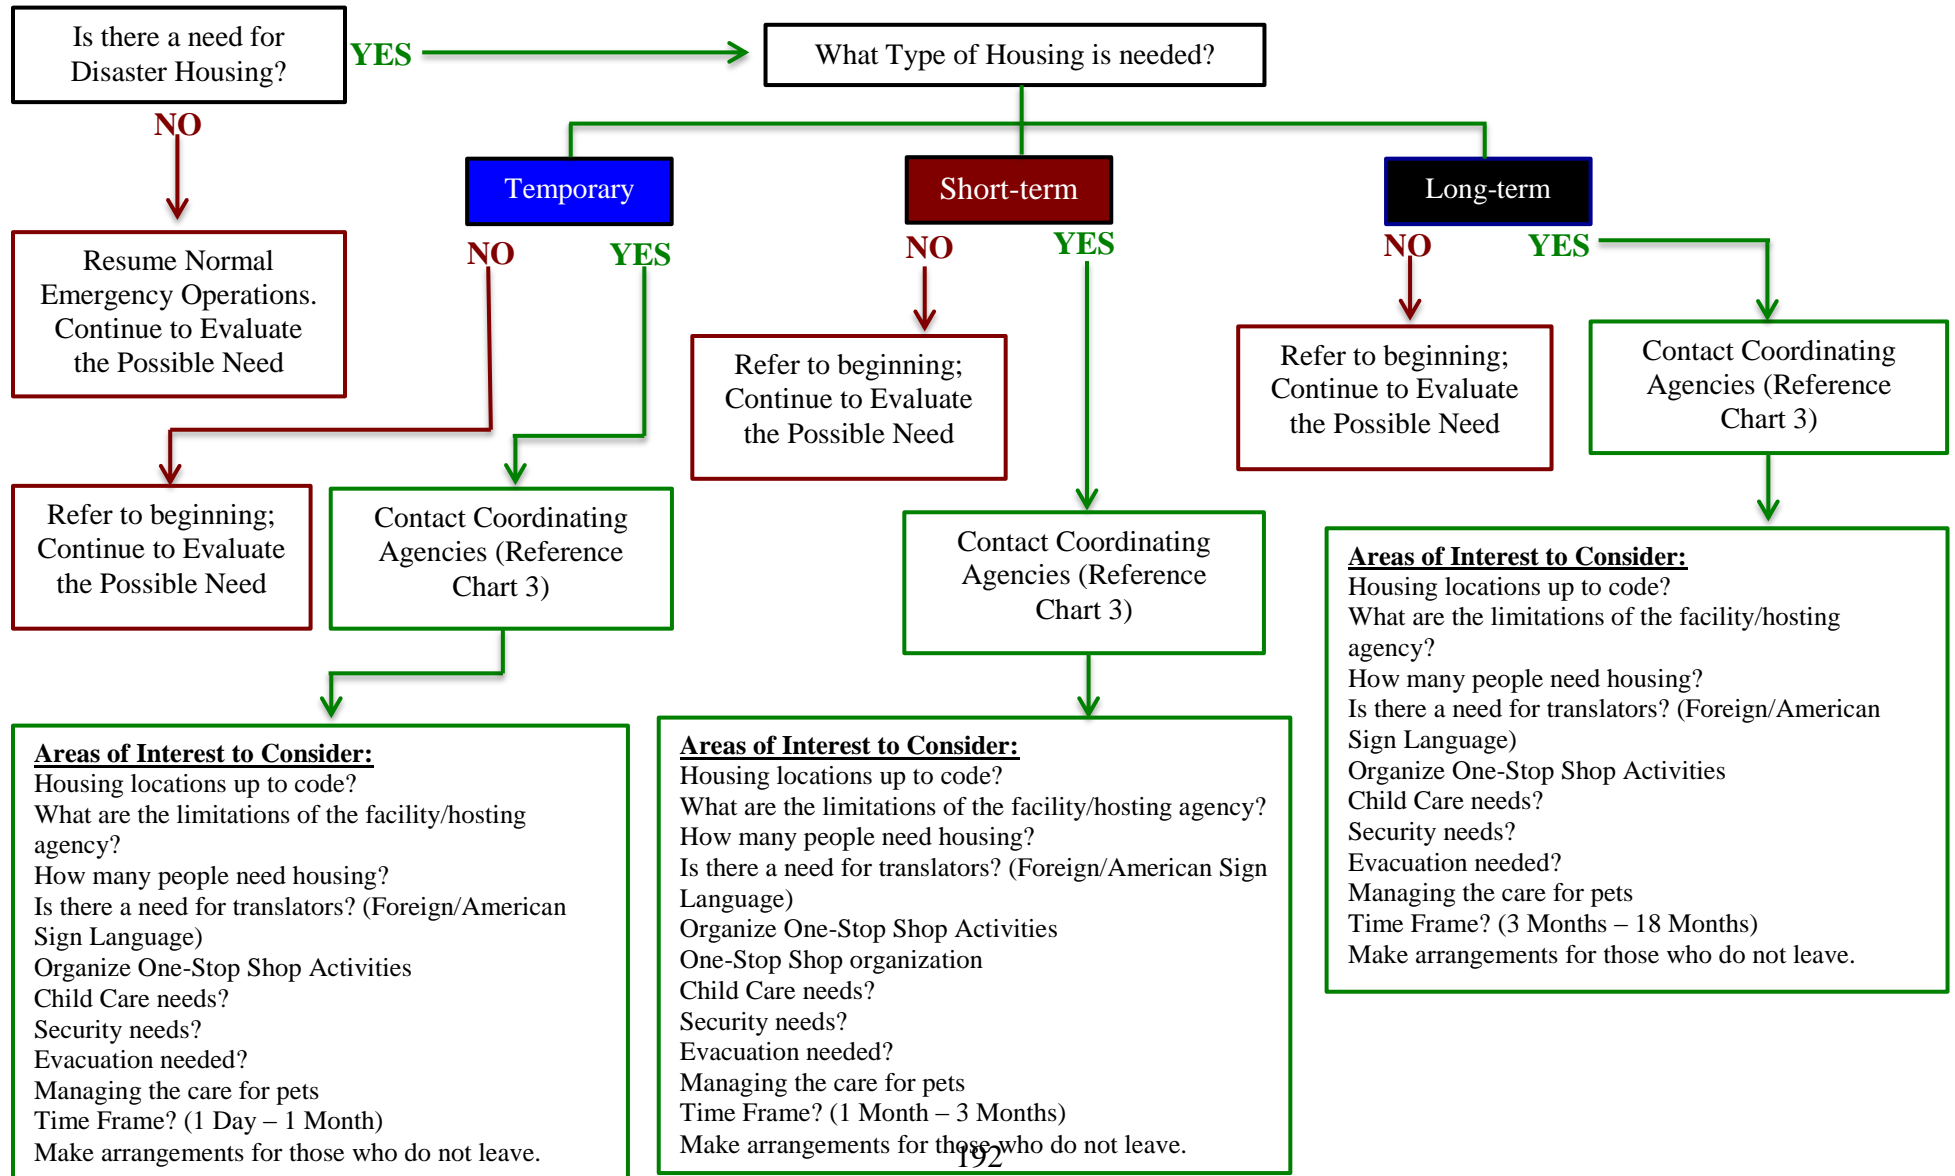 Is there a need for
Disaster Housing?
YES
What Type of Housing is needed?
NO
Temporary
Short-term
Long-term
NO
YES
NO
YES
NO
YES
Resume Normal
Emergency Operations.
Continue to Evaluate
the Possible Need
Refer to beginning;
Continue to Evaluate
the Possible Need
Refer to beginning;
Continue to Evaluate
the Possible Need
Contact Coordinating
Agencies (Reference
Chart 3)
Refer to beginning;
Continue to Evaluate
the Possible Need
Contact Coordinating
Agencies (Reference
Chart 3)
Contact Coordinating
Agencies (Reference
Chart 3)
Areas of Interest to Consider:
Housing locations up to code?
What are the limitations of the facility/hosting
agency?
How many people need housing?
Is there a need for translators? (Foreign/American
Sign Language)
Organize One-Stop Shop Activities
Child Care needs?
Security needs?
Evacuation needed?
Managing the care for pets
Time Frame? (3 Months – 18 Months)
Make arrangements for those who do not leave.
Areas of Interest to Consider:
Housing locations up to code?
What are the limitations of the facility/hosting
agency?
How many people need housing?
Is there a need for translators? (Foreign/American
Sign Language)
Organize One-Stop Shop Activities
Child Care needs?
Security needs?
Evacuation needed?
Managing the care for pets
Time Frame? (1 Day – 1 Month)
Make arrangements for those who do not leave.
Areas of Interest to Consider:
Housing locations up to code?
What are the limitations of the facility/hosting agency?
How many people need housing?
Is there a need for translators? (Foreign/American Sign
Language)
Organize One-Stop Shop Activities
One-Stop Shop organization
Child Care needs?
Security needs?
Evacuation needed?
Managing the care for pets
Time Frame? (1 Month – 3 Months)
Make arrangements for those who do not leave.
192